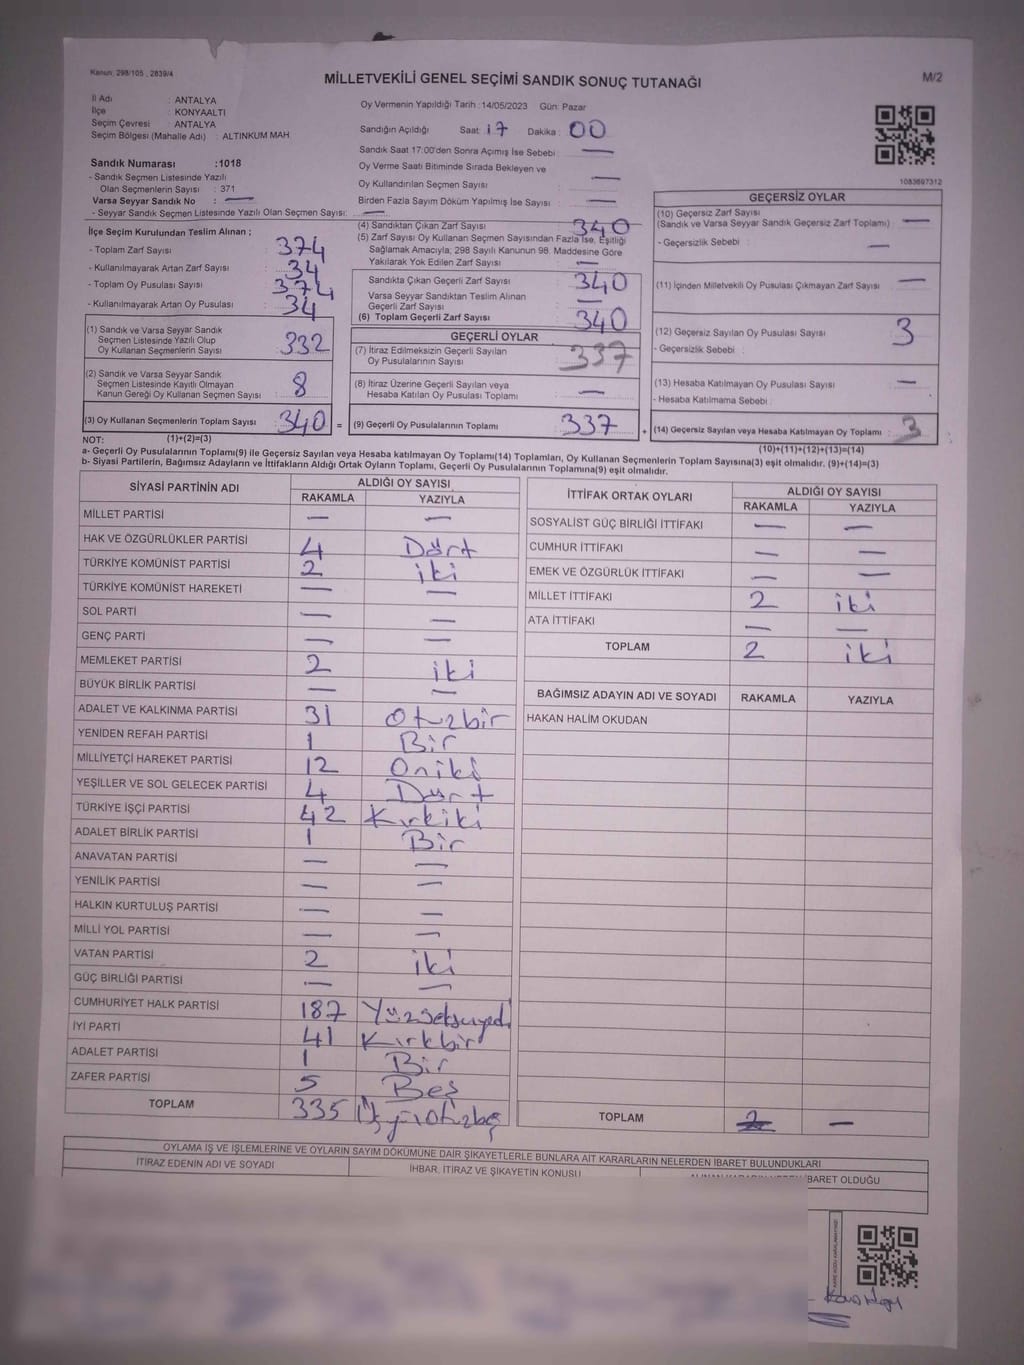 Kanun: 298/105 , 2839/4
MİLLETVEKİLİ GENEL SEÇİMİ SANDIK SONUÇ TUTANAĞI
M/2
İl Adı : ANTALYA
İlçe : KONYAALTI
Seçim Çevresi : ANTALYA
Seçim Bölgesi (Mahalle Adı) : ALTINKUM MAH.
Oy Vermenin Yapıldığı Tarih : 14/05/2023 Gün: Pazar
Sandığın Açıldığı Saat: 17 Dakika : 00
Sandık Saat 17:00'den Sonra Açımış İse Sebebi : —
Oy Verme Saati Bitiminde Sırada Bekleyen ve
Oy Kullandırılan Seçmen Sayısı : —
Birden Fazla Sayım Döküm Yapılmış İse Sayısı : —
1083697312
Sandık Numarası :1018
- Sandık Seçmen Listesinde Yazılı
Olan Seçmenlerin Sayısı : 371
Varsa Seyyar Sandık No : —
- Seyyar Sandık Seçmen Listesinde Yazılı Olan Seçmen Sayısı: —
İlçe Seçim Kurulundan Teslim Alınan ;
- Toplam Zarf Sayısı : 374
- Kullanılmayarak Artan Zarf Sayısı : 34
- Toplam Oy Pusulası Sayısı : 374
- Kullanılmayarak Artan Oy Pusulası : 34
(1) Sandık ve Varsa Seyyar Sandık
Seçmen Listesinde Yazılı Olup
Oy Kullanan Seçmenlerin Sayısı : 332
(2) Sandık ve Varsa Seyyar Sandık
Seçmen Listesinde Kayıtlı Olmayan
Kanun Gereği Oy Kullanan Seçmen Sayısı : 8
(3) Oy Kullanan Seçmenlerin Toplam Sayısı : 340 =
(4) Sandıktan Çıkan Zarf Sayısı : 340
(5) Zarf Sayısı Oy Kullanan Seçmen Sayısından Fazla İse, Eşitliği
Sağlamak Amacıyla, 298 Sayılı Kanunun 98. Maddesine Göre
Yakılarak Yok Edilen Zarf Sayısı : —
Sandıkta Çıkan Geçerli Zarf Sayısı : 340
Varsa Seyyar Sandıktan Teslim Alınan
Geçerli Zarf Sayısı : —
(6) Toplam Geçerli Zarf Sayısı : 340
GEÇERLİ OYLAR
(7) İtiraz Edilmeksizin Geçerli Sayılan
Oy Pusulalarının Sayısı : 337
(8) İtiraz Üzerine Geçerli Sayılan veya
Hesaba Katılan Oy Pusulası Toplamı : —
(9) Geçerli Oy Pusulalarının Toplamı : 337 +
GEÇERSİZ OYLAR
(10) Geçersiz Zarf Sayısı
(Sandık ve Varsa Seyyar Sandık Geçersiz Zarf Toplamı) : —
- Geçersizlik Sebebi : —
(11) İçinden Milletvekili Oy Pusulası Çıkmayan Zarf Sayısı : —
(12) Geçersiz Sayılan Oy Pusulası Sayısı : 3
- Geçersizlik Sebebi :
(13) Hesaba Katılmayan Oy Pusulası Sayısı : —
- Hesaba Katılmama Sebebi :
(14) Geçersiz Sayılan veya Hesaba Katılmayan Oy Toplamı : 3
NOT: (1)+(2)=(3) (10)+(11)+(12)+(13)=(14)
a- Geçerli Oy Pusulalarının Toplamı(9) ile Geçersiz Sayılan veya Hesaba katılmayan Oy Toplamı(14) Toplamları, Oy Kullanan Seçmenlerin Toplam Sayısına(3) eşit olmalıdır. (9)+(14)=(3)
b- Siyasi Partilerin, Bağımsız Adayların ve İttifakların Aldığı Ortak Oyların Toplamı, Geçerli Oy Pusulalarının Toplamına(9) eşit olmalıdır.
SİYASİ PARTİNİN ADI ALDIĞI OY SAYISI
RAKAMLA YAZIYLA
MİLLET PARTİSİ — —
HAK VE ÖZGÜRLÜKLER PARTİSİ 4 Dört
TÜRKİYE KOMÜNİST PARTİSİ 2 iki
TÜRKİYE KOMÜNİST HAREKETİ — —
SOL PARTİ — —
GENÇ PARTİ — —
MEMLEKET PARTİSİ 2 iki
BÜYÜK BİRLİK PARTİSİ — —
ADALET VE KALKINMA PARTİSİ 31 Otuzbir
YENİDEN REFAH PARTİSİ 1 Bir
MİLLİYETÇİ HAREKET PARTİSİ 12 Oniki
YEŞİLLER VE SOL GELECEK PARTİSİ 4 Dört
TÜRKİYE İŞÇİ PARTİSİ 42 Kırkiki
ADALET BİRLİK PARTİSİ 1 Bir
ANAVATAN PARTİSİ — —
YENİLİK PARTİSİ — —
HALKIN KURTULUŞ PARTİSİ — —
MİLLİ YOL PARTİSİ — —
VATAN PARTİSİ 2 iki
GÜÇ BİRLİĞİ PARTİSİ — —
CUMHURİYET HALK PARTİSİ 187 Yüzseksenyedi
İYİ PARTİ 41 Kırkbir
ADALET PARTİSİ 1 Bir
ZAFER PARTİSİ 5 Beş
TOPLAM 335 Üçyüzotuzbeş
İTTİFAK ORTAK OYLARI ALDIĞI OY SAYISI
RAKAMLA YAZIYLA
SOSYALİST GÜÇ BİRLİĞİ İTTİFAKI — —
CUMHUR İTTİFAKI — —
EMEK VE ÖZGÜRLÜK İTTİFAKI — —
MİLLET İTTİFAKI 2 iki
ATA İTTİFAKI — —
TOPLAM 2 iki
BAĞIMSIZ ADAYIN ADI VE SOYADI RAKAMLA YAZIYLA
HAKAN HALİM OKUDAN
TOPLAM —
OYLAMA İŞ VE İŞLEMLERİNE VE OYLARIN SAYIM DÖKÜMÜNE DAİR ŞİKAYETLERLE BUNLARA AİT KARARLARIN NELERDEN İBARET BULUNDUKLARI
İTİRAZ EDENİN ADI VE SOYADI İHBAR, İTİRAZ VE ŞİKAYETİN KONUSU İBARET OLDUĞU